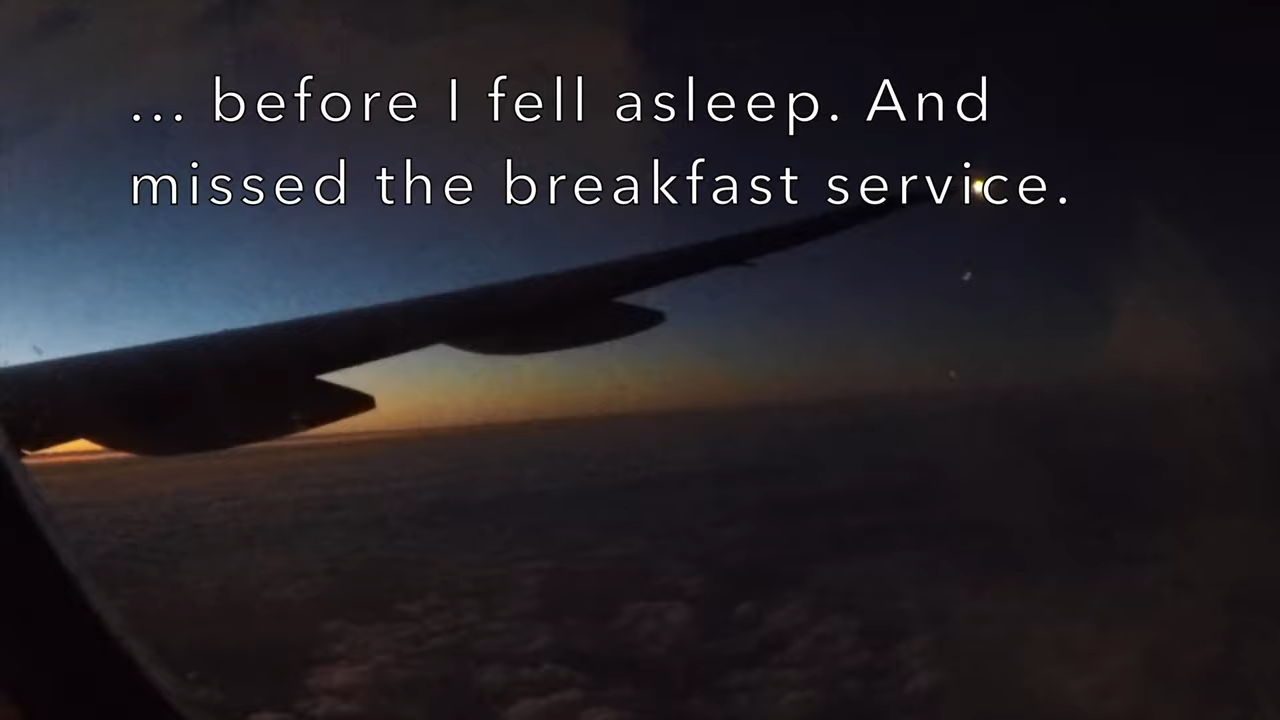 ... before I fell asleep. And
missed the breakfast service.